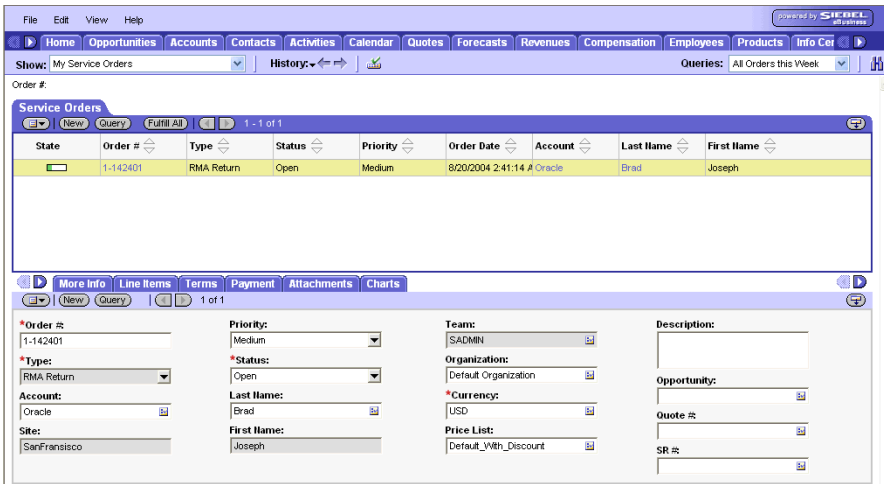 File Edit View Help
powered by SIEBEL eBusiness
Home Opportunities Accounts Contacts Activities Calendar Quotes Forecasts Revenues Compensation Employees Products Info Cer
Show: My Service Orders History: Queries: All Orders this Week
Order #:
Service Orders
New Query Fulfill All 1 - 1 of 1
State Order # Type Status Priority Order Date Account Last Name First Name
1-142401 RMA Return Open Medium 8/20/2004 2:41:14 A Oracle Brad Joseph
More Info Line Items Terms Payment Attachments Charts
New Query 1 of 1
*Order #: Priority: Team: Description:
1-142401 Medium SADMIN
*Type: *Status: Organization:
RMA Return Open Default Organization
Opportunity:
Account: Last Name: *Currency:
Oracle Brad USD
Quote #:
Site: First Name: Price List:
SanFransisco Joseph Default_With_Discount
SR #: